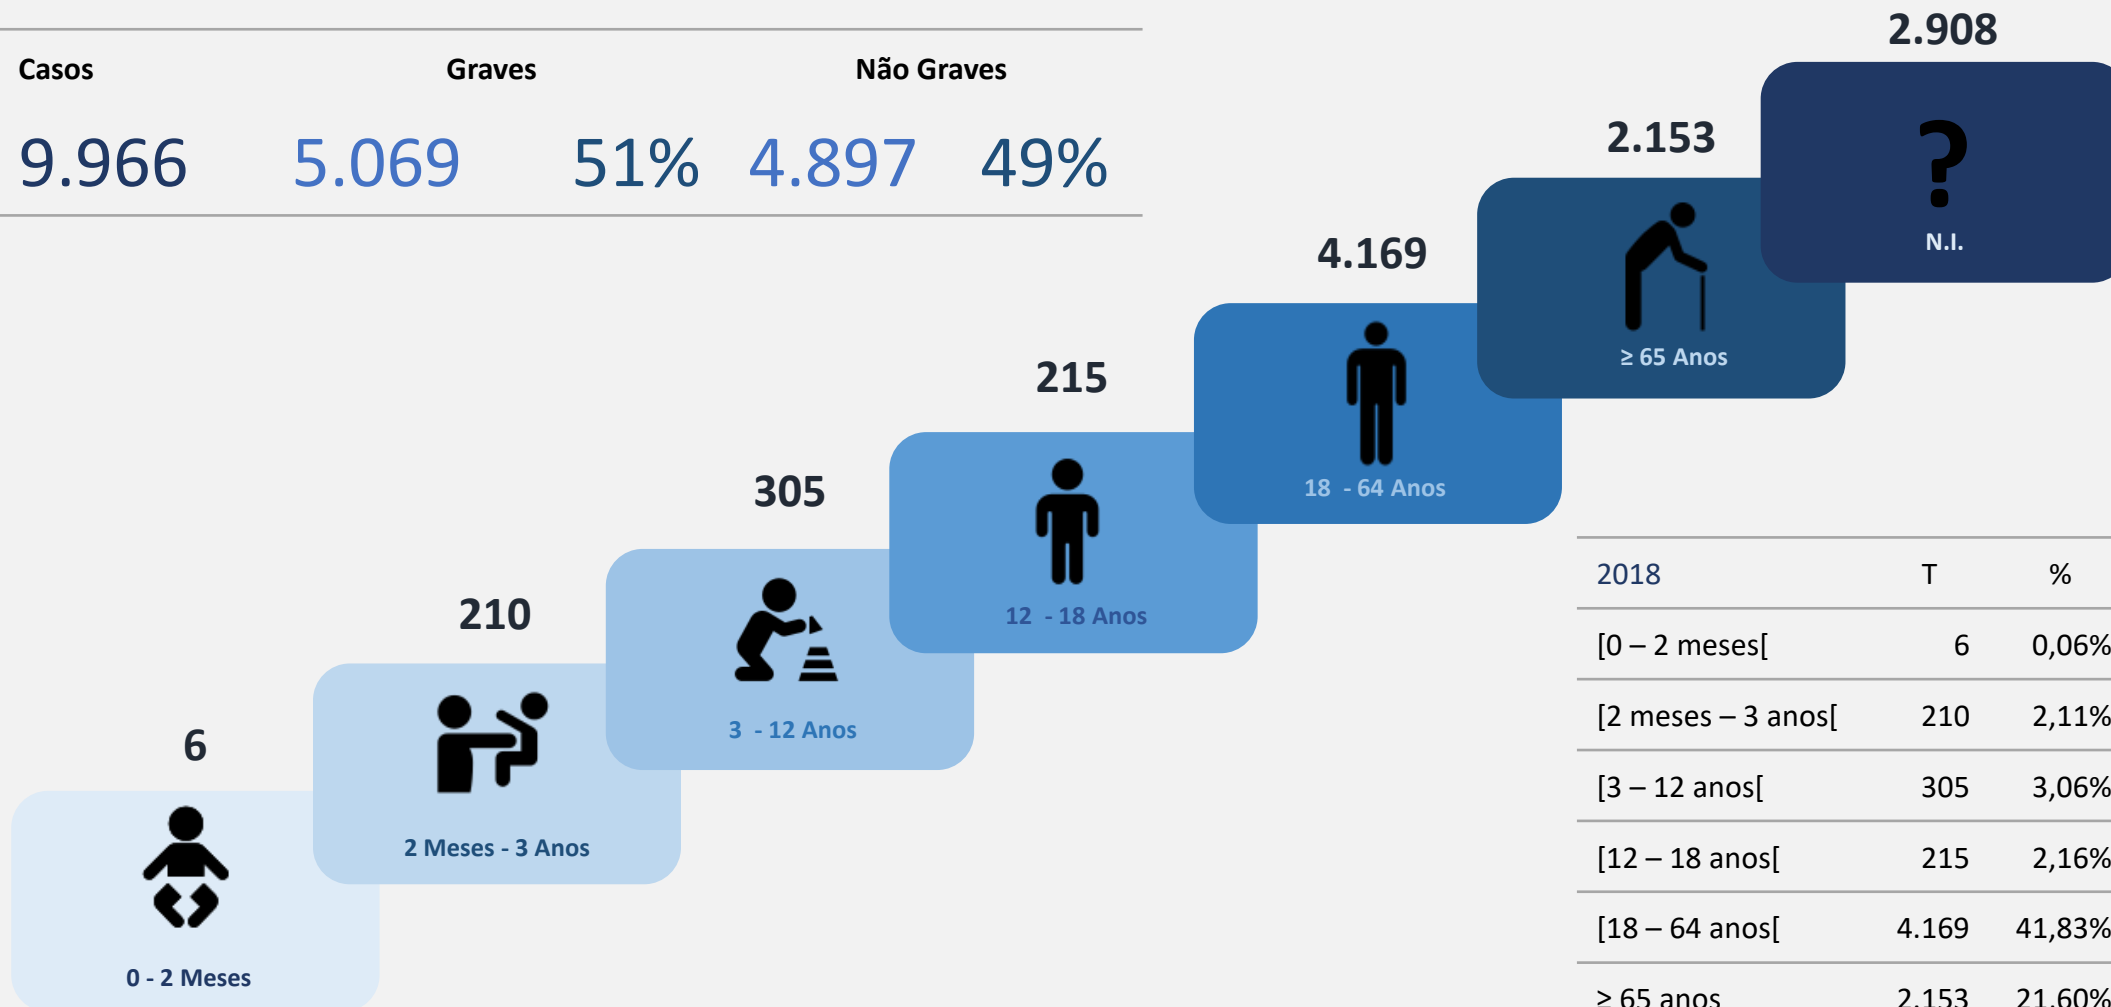 Casos Graves Não Graves
9.966 5.069 51% 4.897 49%
2.908
?
N.I.
2.153
≥ 65 Anos
4.169
18 - 64 Anos
215
12 - 18 Anos
305
3 - 12 Anos
210
2 Meses - 3 Anos
6
0 - 2 Meses
2018 T %
[0 – 2 meses[ 6 0,06%
[2 meses – 3 anos[ 210 2,11%
[3 – 12 anos[ 305 3,06%
[12 – 18 anos[ 215 2,16%
[18 – 64 anos[ 4.169 41,83%
≥ 65 anos 2.153 21,60%